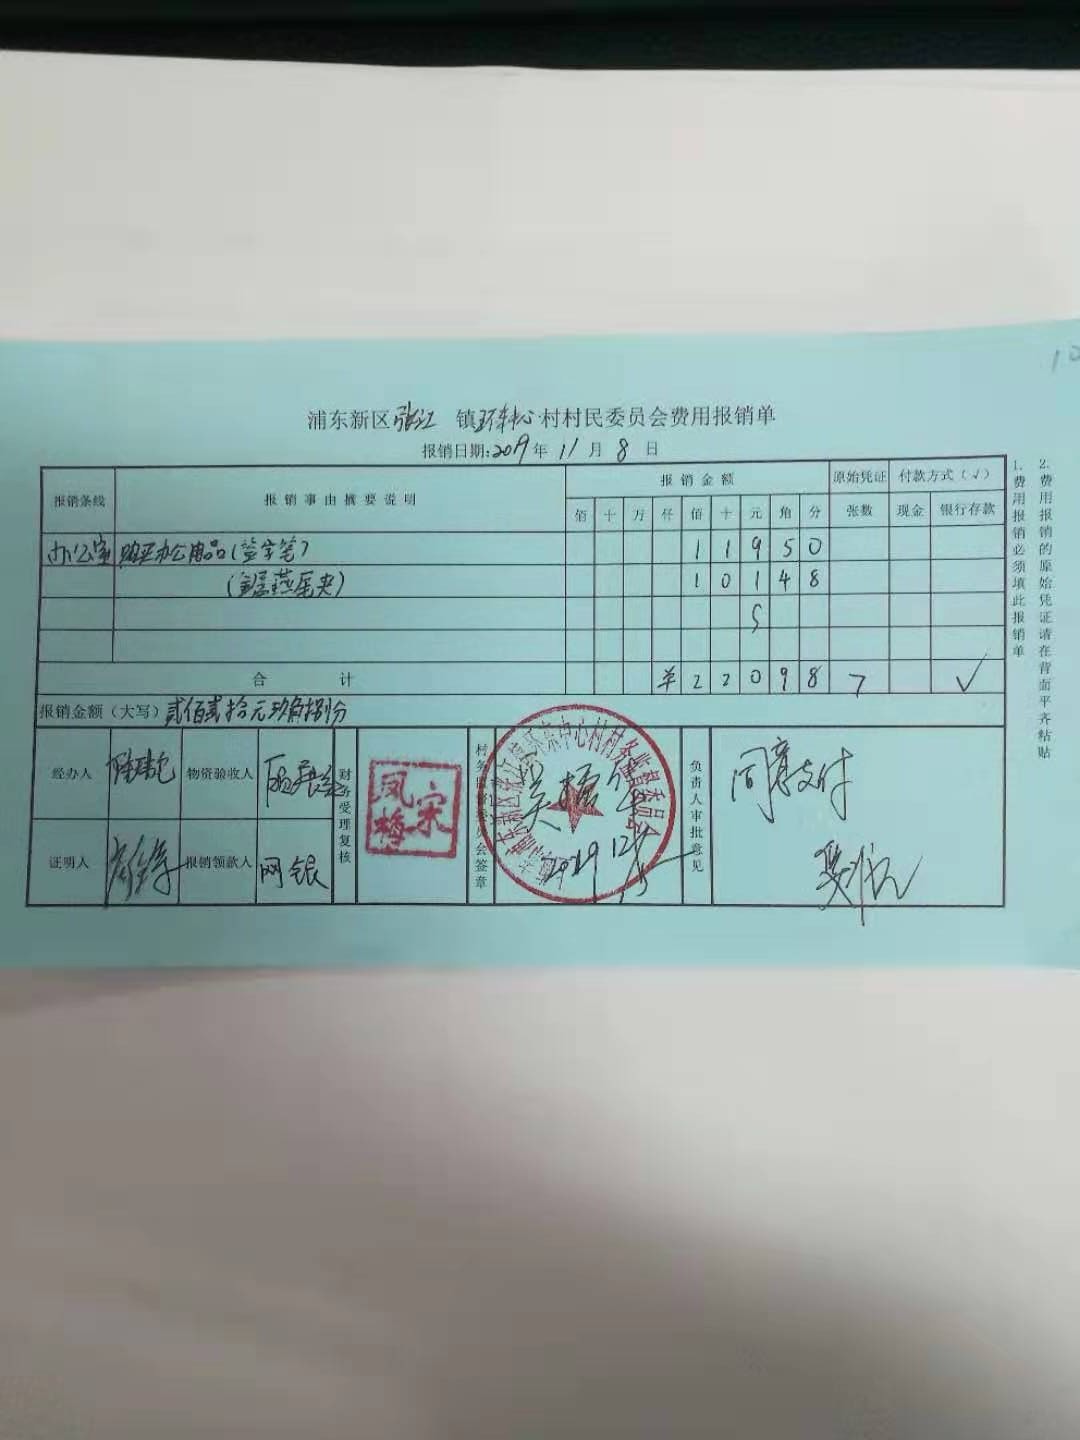 10
浦东新区张江 镇环东中心村村民委员会费用报销单
报销日期:2019年 11 月 8 日
报销条线 报销事由摘要说明 报销金额 原始凭证 付款方式(√)
佰 十 万 仟 佰 十 元 角 分 张数 现金 银行存款
办公室 购买办公用品(签字笔) 1 1 9 5 0
(金属燕尾夹) 1 0 1 4 8
合 计 2 2 0 9 8 7 √
报销金额(大写) 贰佰贰拾元玖角捌份
经办人 物资验收人 财务受理复核 凤梅宋 村务监督委员会签章 负责人审批意见 同意支付
证明人 报销领款人 网银
2019 12
1.费用报销必须填此报销单
2.费用报销的原始凭证请在背面平齐粘贴